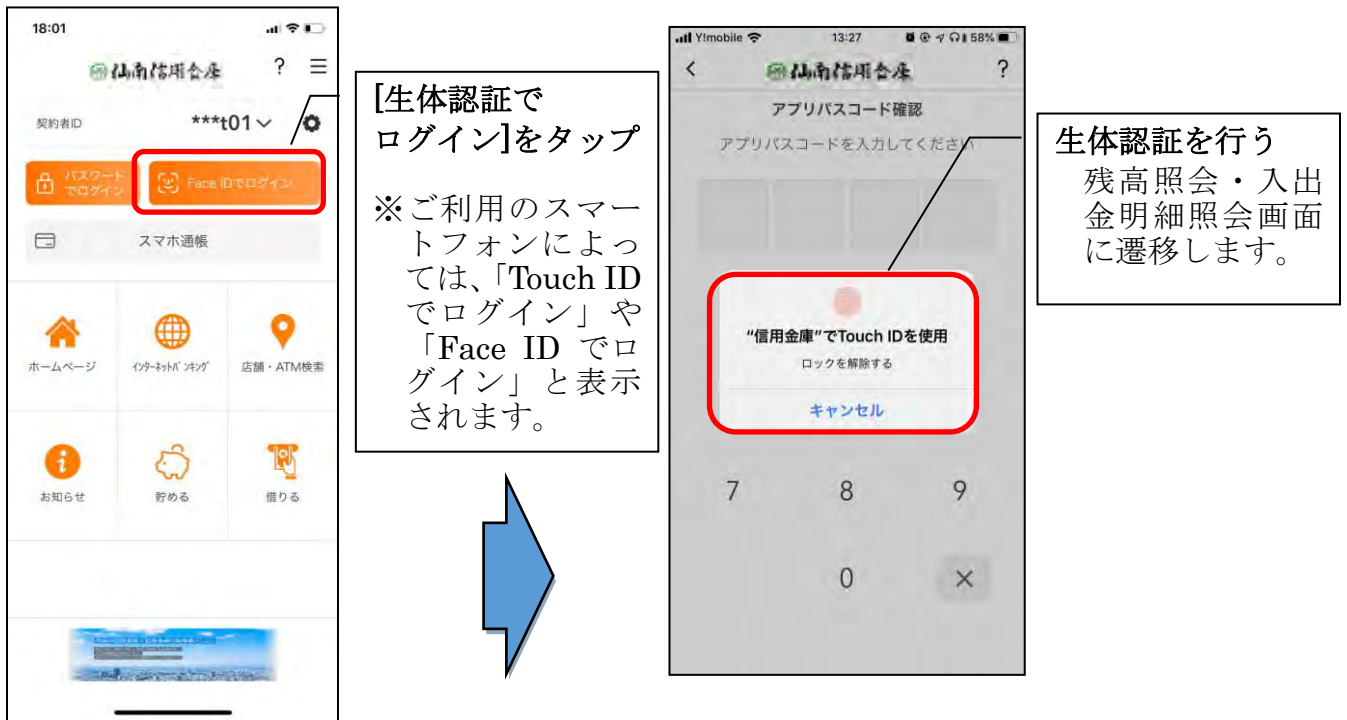 18:01
仙南信用金庫
?
契約者ID
***t01
パスワード
でログイン
Face IDでログイン
スマホ通帳
ホームページ
インターネットバンキング
店舗・ATM検索
お知らせ
貯める
借りる
[生体認証で
ログイン]をタップ
※ご利用のスマー
トフォンによっ
ては、「Touch ID
でログイン」や
「Face ID でロ
グイン」と表示
されます。
Y!mobile
13:27
58%
仙南信用金庫
?
アプリパスコード確認
アプリパスコードを入力してください
"信用金庫"でTouch IDを使用
ロックを解除する
キャンセル
7
8
9
0
生体認証を行う
残高照会・入出
金明細照会画面
に遷移します。